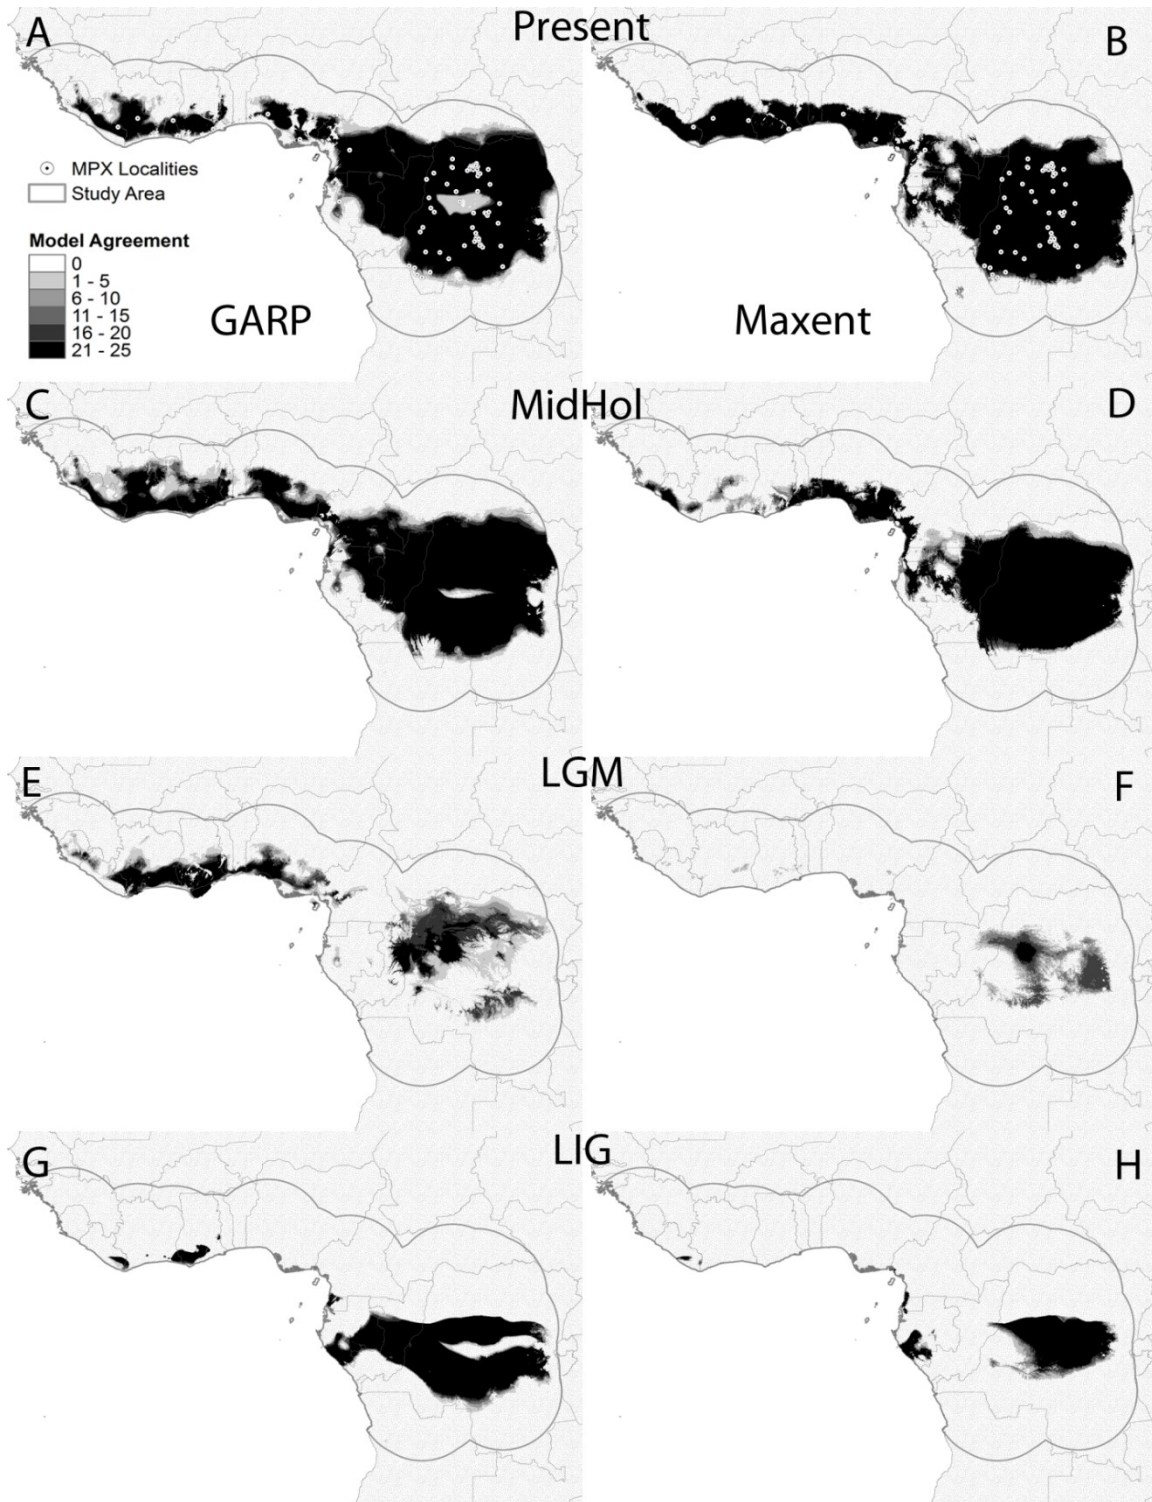 A
Present
B
MPX Localities
Study Area
Model Agreement
0
1 - 5
6 - 10
11 - 15
16 - 20
21 - 25
GARP
Maxent
C
MidHol
D
E
LGM
F
G
LIG
H